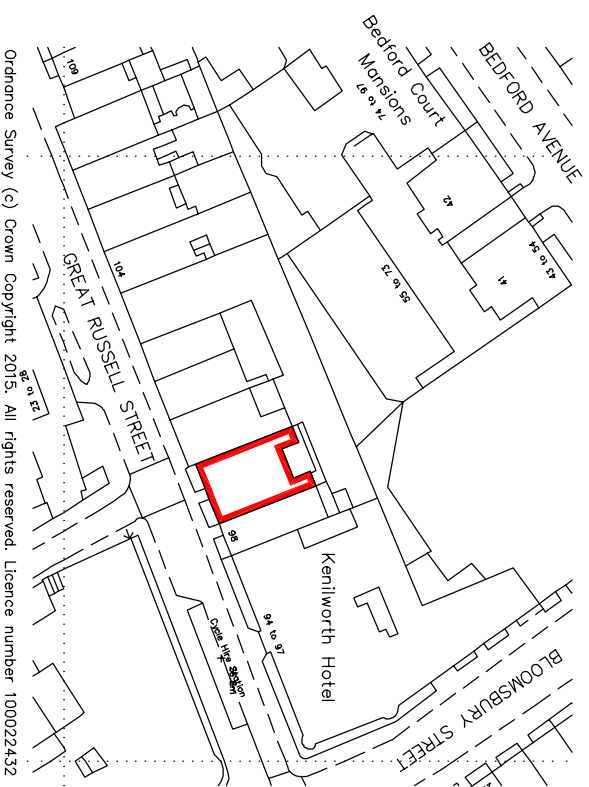 BEDFORD AVENUE
Bedford Court
Mansions
74 to 97
109
42
43 to 54
41
55 to 73
104
GREAT RUSSELL STREET
23 to 28
98
Kenilworth Hotel
94 to 97
Cycle Hire Station
BLOOMSBURY STREET
Ordnance Survey (c) Crown Copyright 2015. All rights reserved. Licence number 100022432